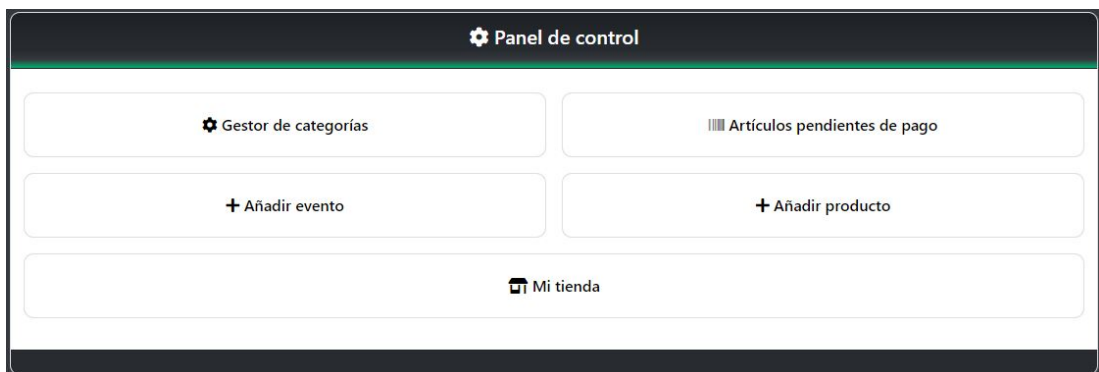 Panel de control
Gestor de categorías
Artículos pendientes de pago
Añadir evento
Añadir producto
Mi tienda